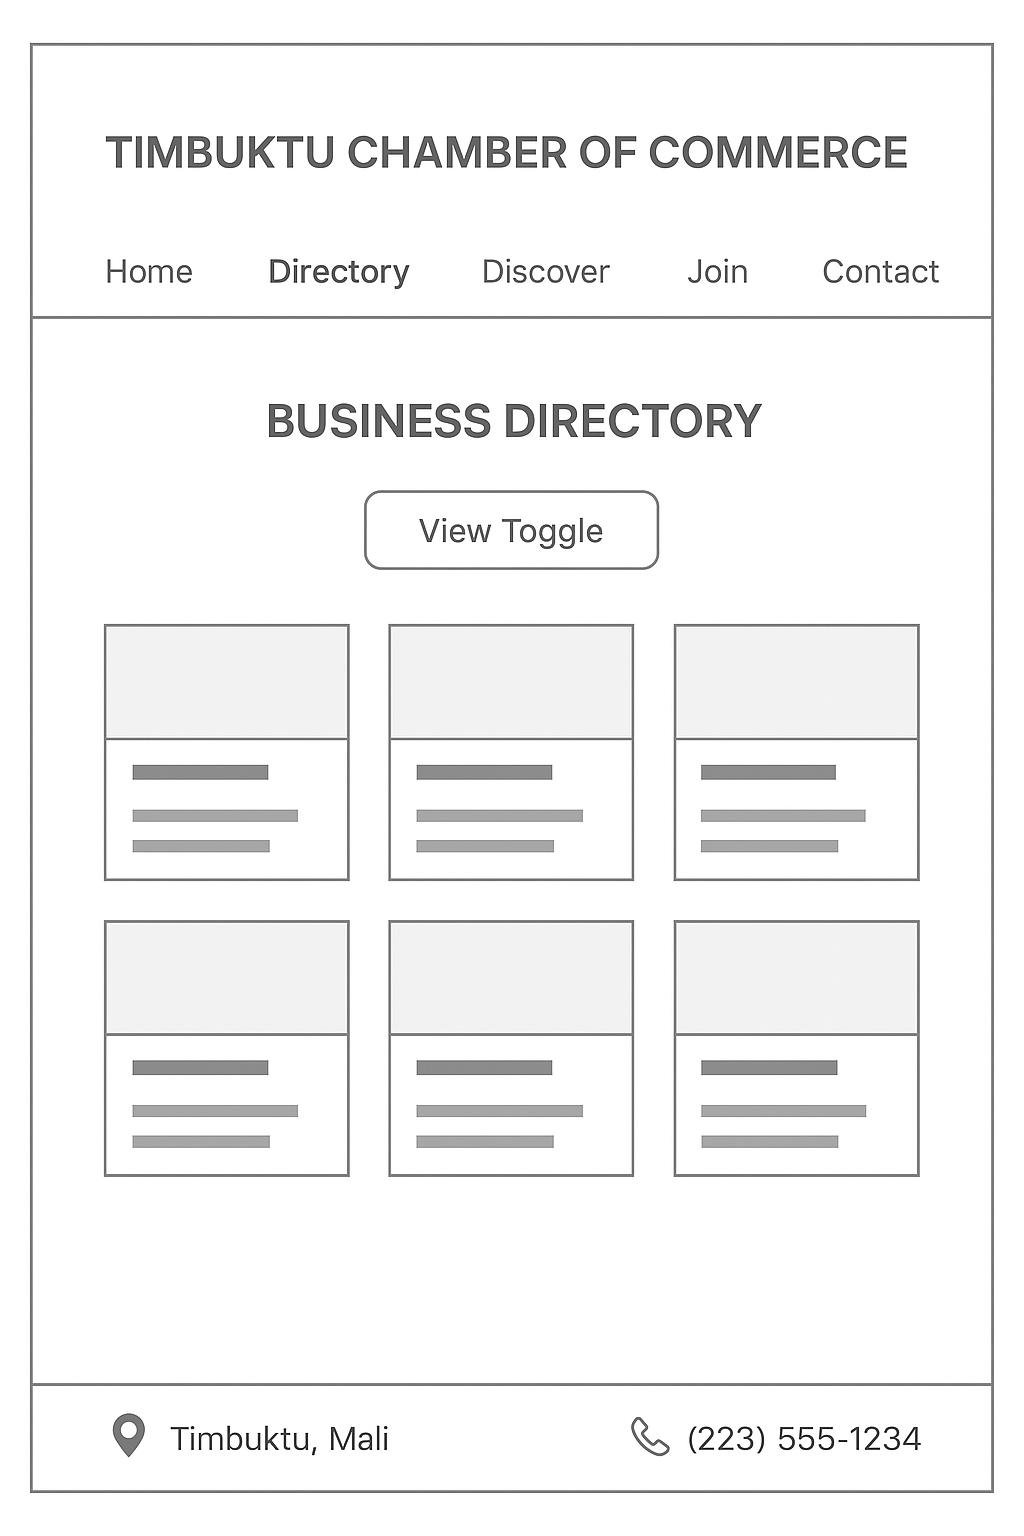 TIMBUKTU CHAMBER OF COMMERCE
Home Directory Discover Join Contact
BUSINESS DIRECTORY
View Toggle
Timbuktu, Mali (223) 555-1234